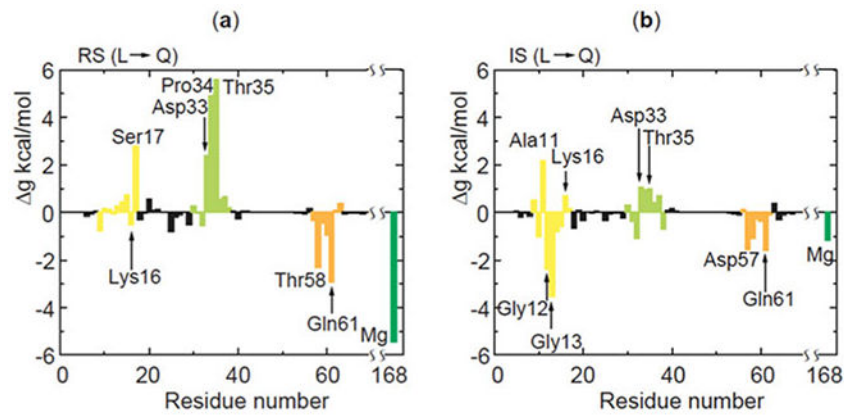 (a)
RS (L → Q)
Δg kcal/mol
6
4
2
0
-2
-4
-6
Pro34
Thr35
Asp33
Ser17
Lys16
Thr58
Gln61
Mg
0
20
40
60
168
Residue number
(b)
IS (L → Q)
Δg kcal/mol
6
4
2
0
-2
-4
-6
Asp33
Ala11
Thr35
Lys16
Asp57
Mg
Gly12
Gln61
Gly13
0
20
40
60
168
Residue number